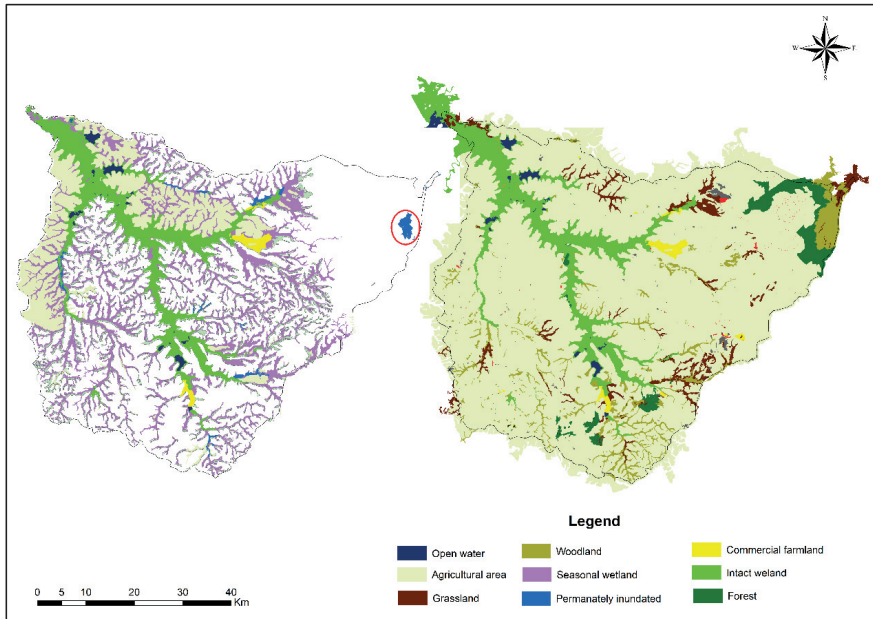 N
W E
S
Legend
Open water Woodland Commercial farmland
Agricultural area Seasonal wetland Intact weland
Grassland Permanately inundated Forest
0 5 10 20 30 40
Km